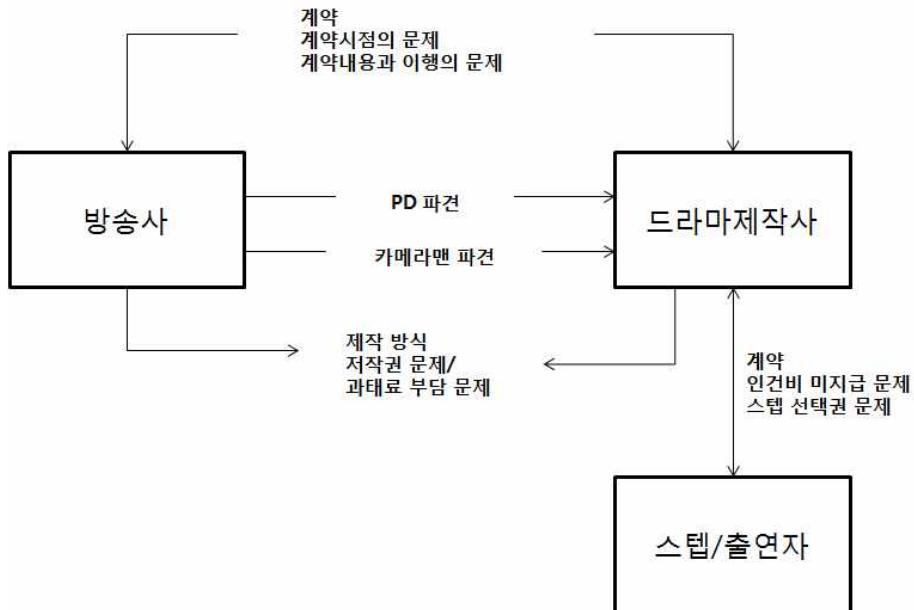 계약
계약시점의 문제
계약내용과 이행의 문제
방송사
PD 파견
카메라맨 파견
드라마제작사
제작 방식
저작권 문제/
과태료 부담 문제
계약
인건비 미지급 문제
스텝 선택권 문제
스텝/출연자